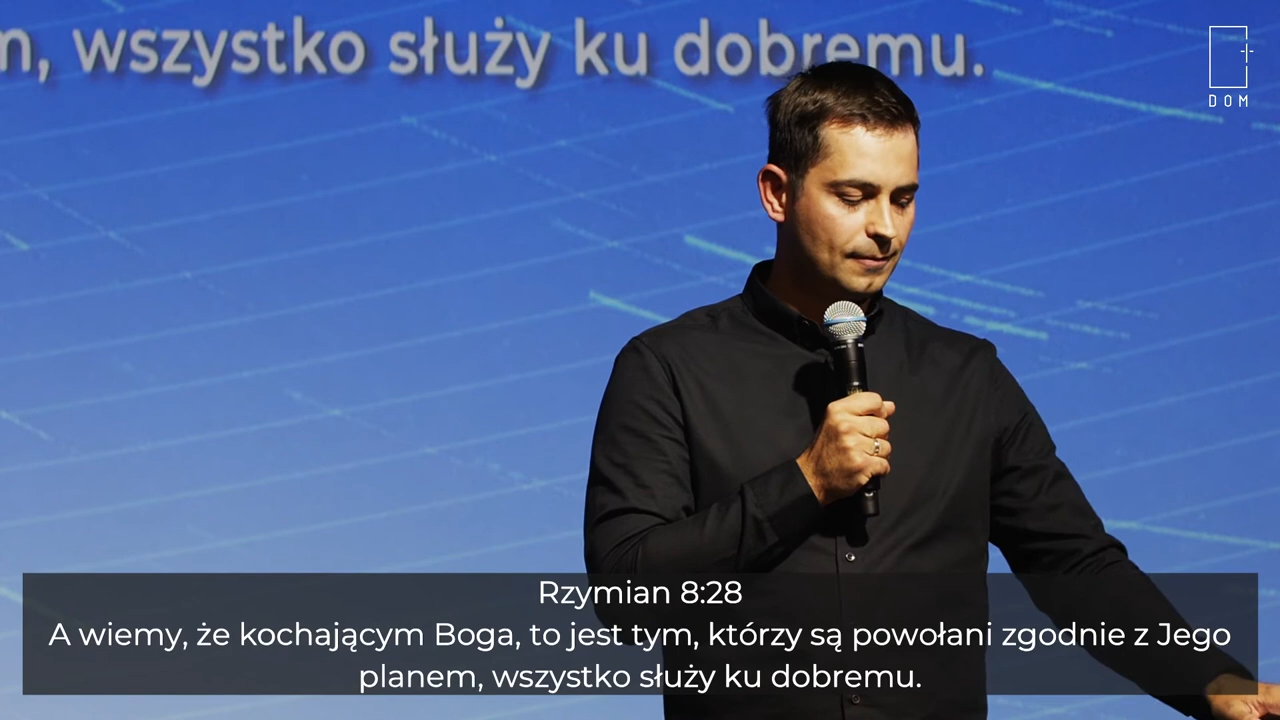 m, wszystko służy ku dobremu.
DOM
Rzymian 8:28
A wiemy, że kochającym Boga, to jest tym, którzy są powołani zgodnie z Jego
planem, wszystko służy ku dobremu.